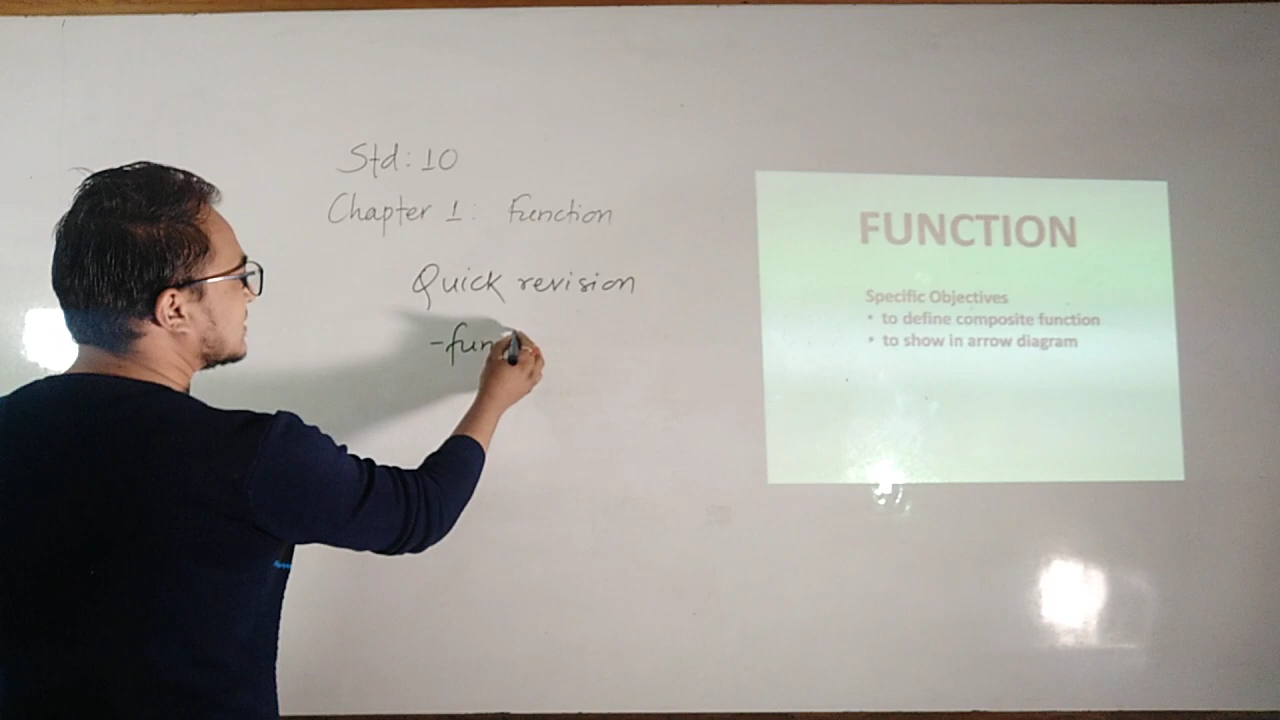 Std: 10
Chapter 1: Function
Quick revision
-fun
FUNCTION
Specific Objectives
• to define composite function
• to show in arrow diagram